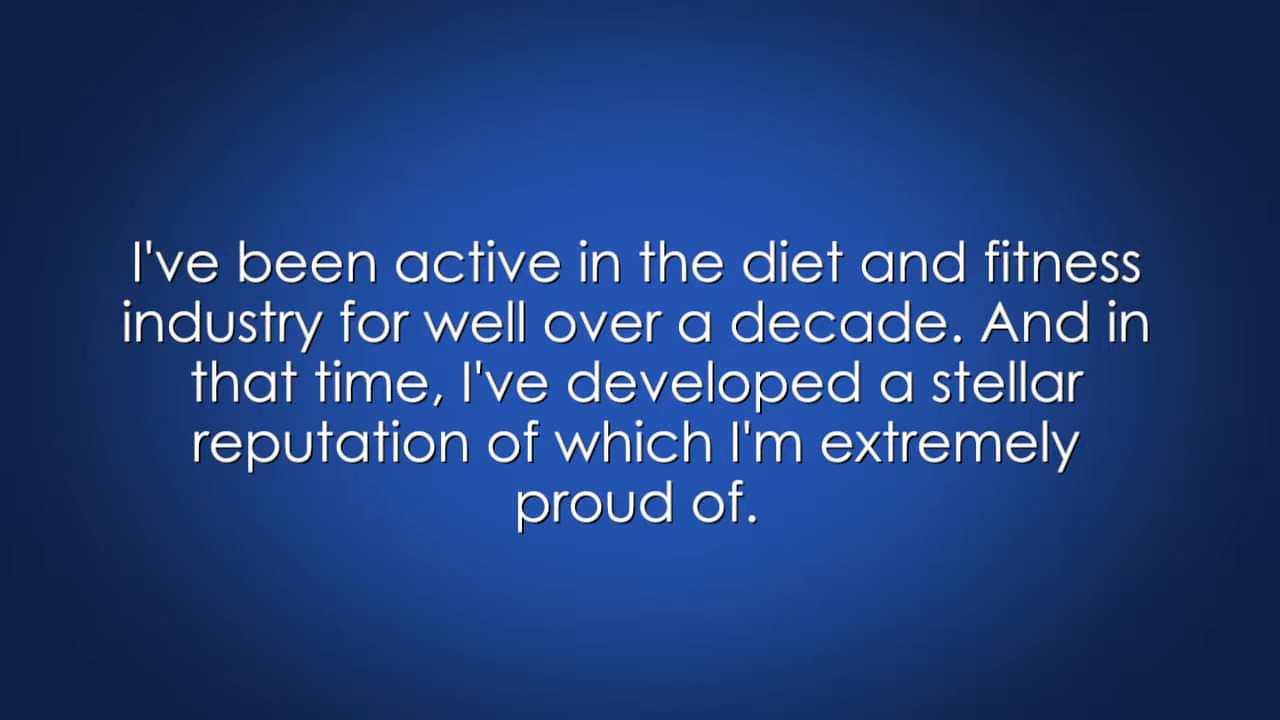 I've been active in the diet and fitness
industry for well over a decade. And in
that time, I've developed a stellar
reputation of which I'm extremely
proud of.